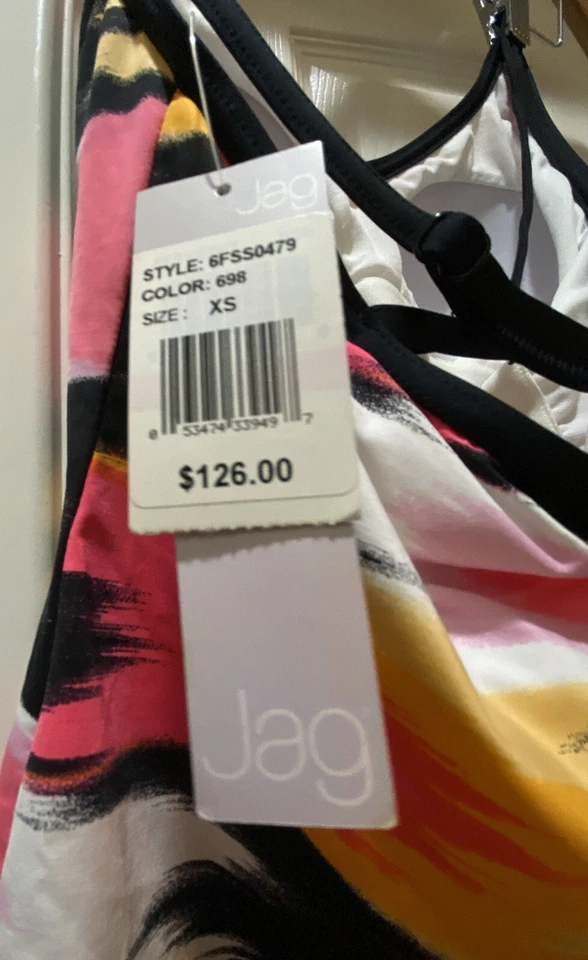 Jag
STYLE: 6FSS0479
COLOR: 698
SIZE: XS
0 53474 33949 7
$126.00
Jag